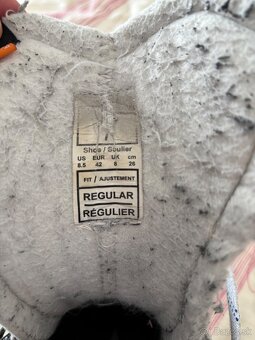 Shoe / Soulier
US EUR UK cm
8.5 42 8 26
FIT / AJUSTEMENT
REGULAR
RÉGULIER